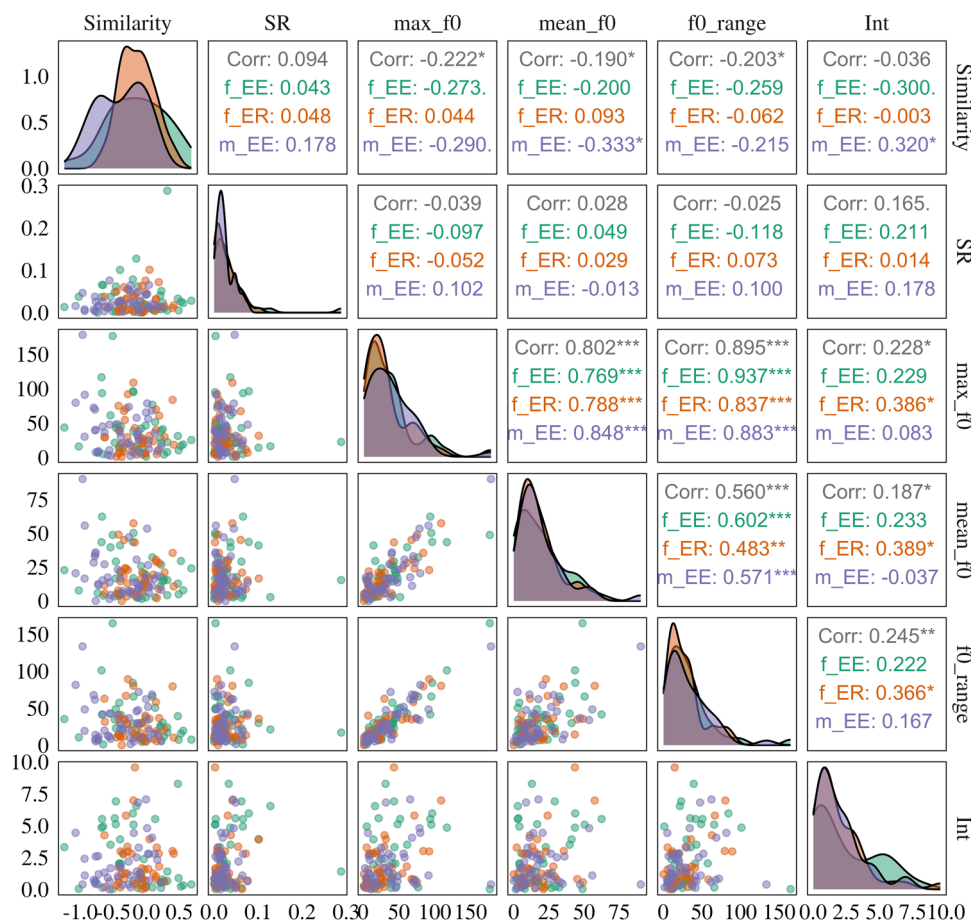 Similarity SR max_f0 mean_f0 f0_range Int
1.0 Corr: 0.094 Corr: -0.222* Corr: -0.190* Corr: -0.203* Corr: -0.036 Similarity
f_EE: 0.043 f_EE: -0.273. f_EE: -0.200 f_EE: -0.259 f_EE: -0.300.
0.5 f_ER: 0.048 f_ER: 0.044 f_ER: 0.093 f_ER: -0.062 f_ER: -0.003
0.0 m_EE: 0.178 m_EE: -0.290. m_EE: -0.333* m_EE: -0.215 m_EE: 0.320*
0.3 Corr: -0.039 Corr: 0.028 Corr: -0.025 Corr: 0.165. SR
0.2 f_EE: -0.097 f_EE: 0.049 f_EE: -0.118 f_EE: 0.211
0.1 f_ER: -0.052 f_ER: 0.029 f_ER: 0.073 f_ER: 0.014
0.0 m_EE: 0.102 m_EE: -0.013 m_EE: 0.100 m_EE: 0.178
150 Corr: 0.802*** Corr: 0.895*** Corr: 0.228* max_f0
100 f_EE: 0.769*** f_EE: 0.937*** f_EE: 0.229
50 f_ER: 0.788*** f_ER: 0.837*** f_ER: 0.386*
0 m_EE: 0.848*** m_EE: 0.883*** m_EE: 0.083
75 Corr: 0.560*** Corr: 0.187* mean_f0
50 f_EE: 0.602*** f_EE: 0.233
25 f_ER: 0.483** f_ER: 0.389*
0 m_EE: 0.571*** m_EE: -0.037
150 Corr: 0.245** f0_range
100 f_EE: 0.222
50 f_ER: 0.366*
0 m_EE: 0.167
10.0 Int
7.5
5.0
2.5
0.0
-1.0 -0.5 0.0 0.5 0.0 0.1 0.3 0 50 100 150 0 25 50 75 0 50 100 150 0.0 2.5 5.0 7.5 10.0